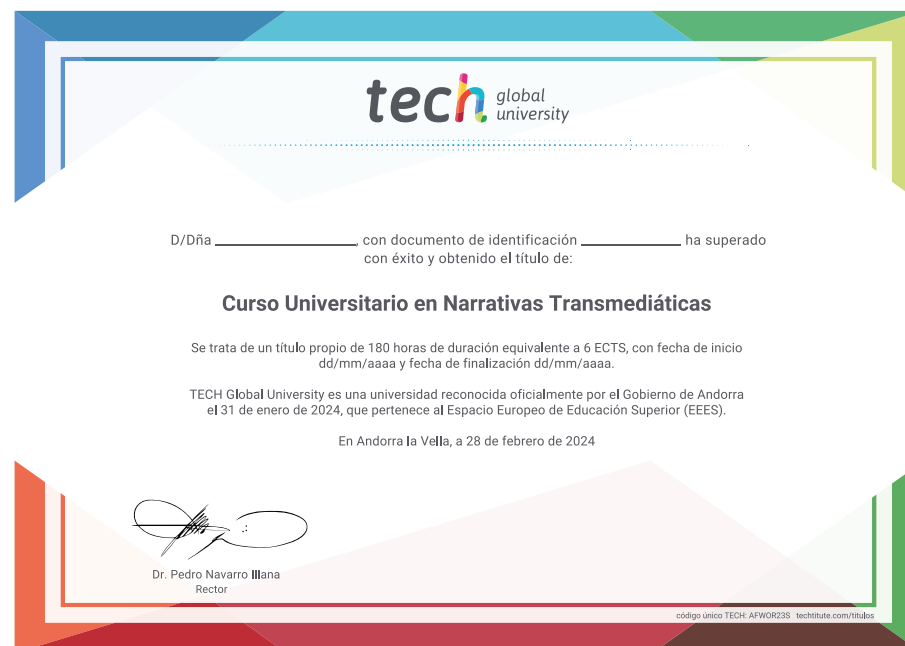 tech global university
D/Dña ________________, con documento de identificación ___________ ha superado
con éxito y obtenido el título de:
Curso Universitario en Narrativas Transmediáticas
Se trata de un título propio de 180 horas de duración equivalente a 6 ECTS, con fecha de inicio
dd/mm/aaaa y fecha de finalización dd/mm/aaaa.
TECH Global University es una universidad reconocida oficialmente por el Gobierno de Andorra
el 31 de enero de 2024, que pertenece al Espacio Europeo de Educación Superior (EEES).
En Andorra la Vella, a 28 de febrero de 2024
Dr. Pedro Navarro Illana
Rector
código único TECH: AFWOR23S techtitute.com/titulos